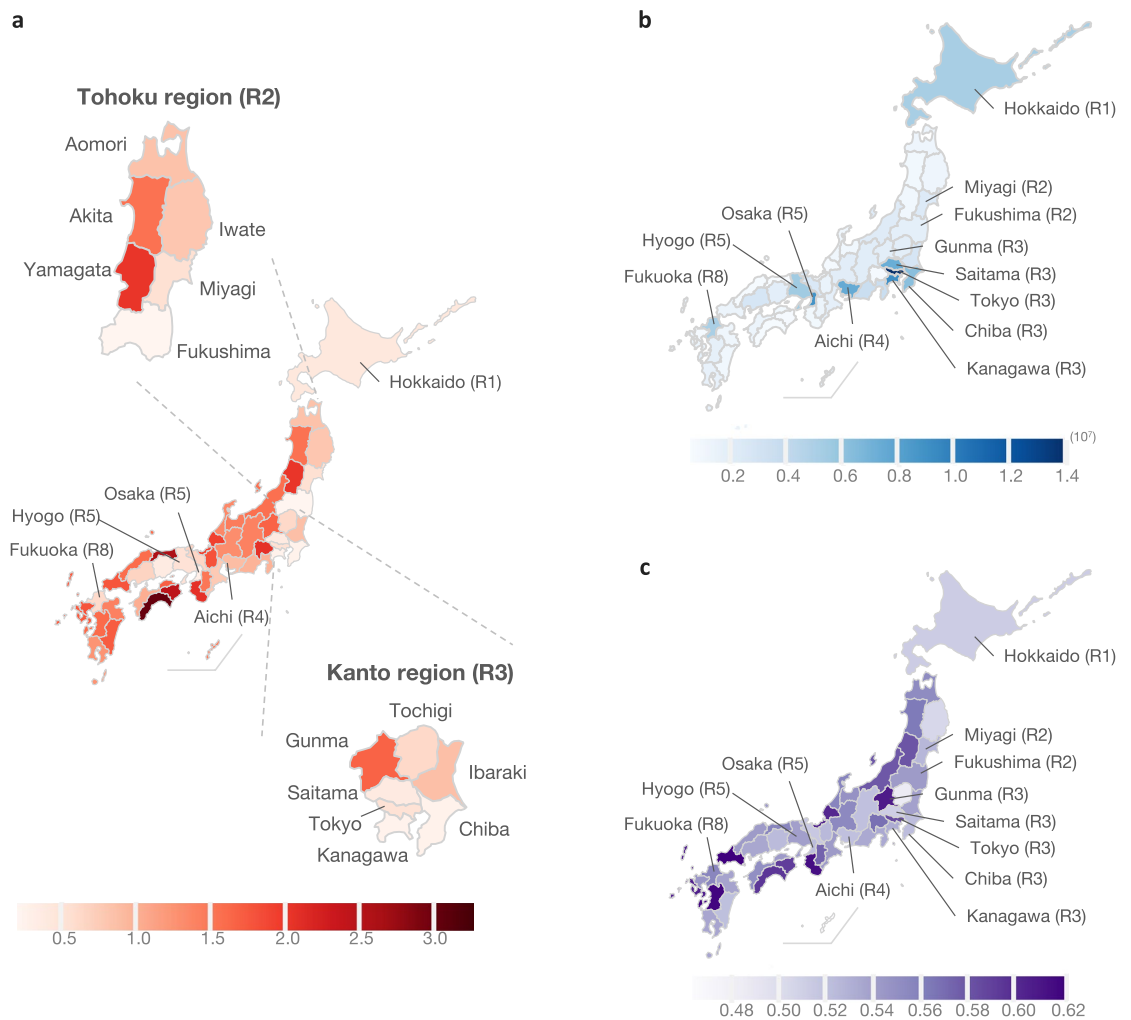 a
Tohoku region (R2)
Aomori
Akita
Iwate
Yamagata
Miyagi
Fukushima
Hokkaido (R1)
Osaka (R5)
Hyogo (R5)
Fukuoka (R8)
Aichi (R4)
Kanto region (R3)
Tochigi
Gunma
Ibaraki
Saitama
Tokyo
Chiba
Kanagawa
0.5 1.0 1.5 2.0 2.5 3.0
b
Hokkaido (R1)
Miyagi (R2)
Osaka (R5)
Fukushima (R2)
Hyogo (R5)
Gunma (R3)
Fukuoka (R8)
Saitama (R3)
Tokyo (R3)
Chiba (R3)
Aichi (R4)
Kanagawa (R3)
(10⁷)
0.2 0.4 0.6 0.8 1.0 1.2 1.4
c
Hokkaido (R1)
Miyagi (R2)
Osaka (R5)
Fukushima (R2)
Hyogo (R5)
Gunma (R3)
Fukuoka (R8)
Saitama (R3)
Tokyo (R3)
Chiba (R3)
Aichi (R4)
Kanagawa (R3)
0.48 0.50 0.52 0.54 0.56 0.58 0.60 0.62